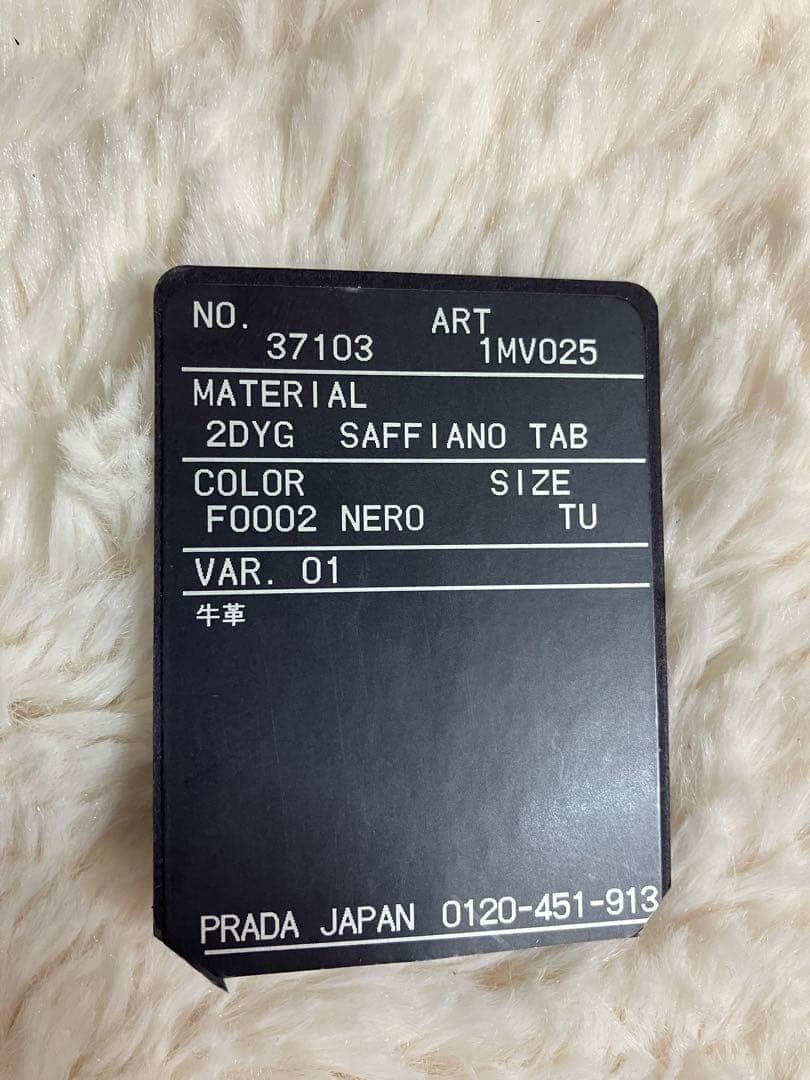 NO. ART
37103 1MV025
MATERIAL
2DYG SAFFIANO TAB
COLOR SIZE
F0002 NERO TU
VAR. 01
牛革
PRADA JAPAN 0120-451-913